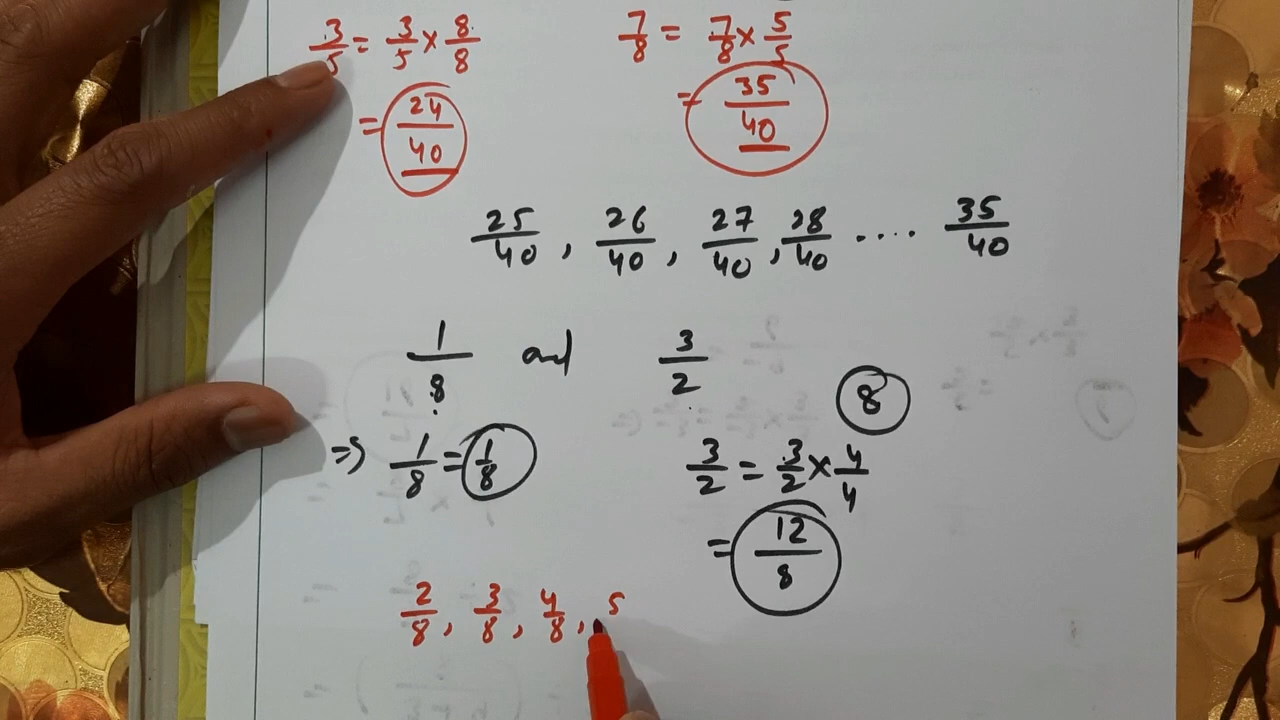 3/5 = 3/5 × 8/8
7/8 = 7/8 × 5/5
= 24/40
= 35/40
25/40, 26/40, 27/40, 28/40 .... 35/40
1/8 and 3/2
8
⇒ 1/8 = 1/8
3/2 = 3/2 × 4/4
= 12/8
2/8, 3/8, 4/8, 5